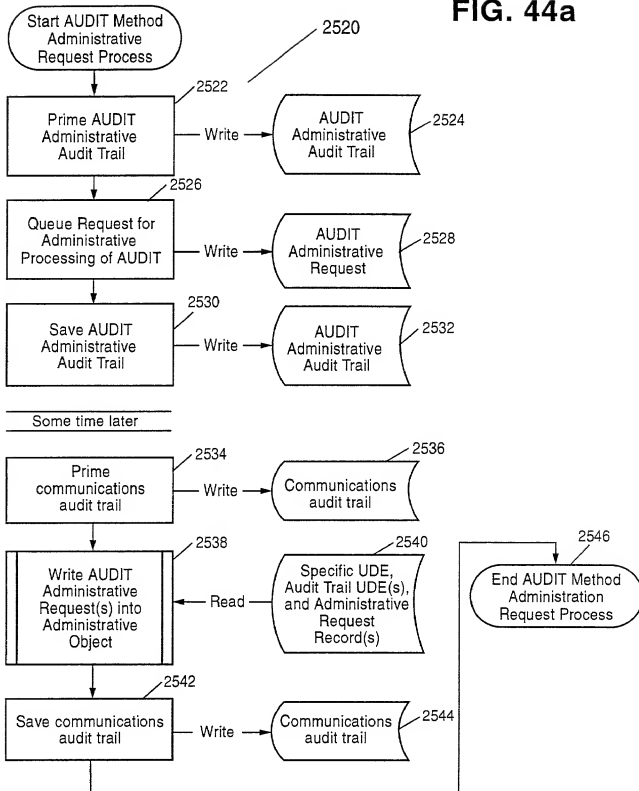 FIG. 44a
Start AUDIT Method
Administrative
Request Process
2520
2522
Prime AUDIT
Administrative
Audit Trail
Write
AUDIT
Administrative
Audit Trail
2524
2526
Queue Request for
Administrative
Processing of AUDIT
Write
AUDIT
Administrative
Request
2528
2530
Save AUDIT
Administrative
Audit Trail
Write
AUDIT
Administrative
Audit Trail
2532
Some time later
2534
Prime
communications
audit trail
Write
2536
Communications
audit trail
2538
Write AUDIT
Administrative
Request(s) into
Administrative
Object
Read
2540
Specific UDE,
Audit Trail UDE(s),
and Administrative
Request
Record(s)
2542
Save communications
audit trail
Write
Communications
audit trail
2544
2546
End AUDIT Method
Administration
Request Process